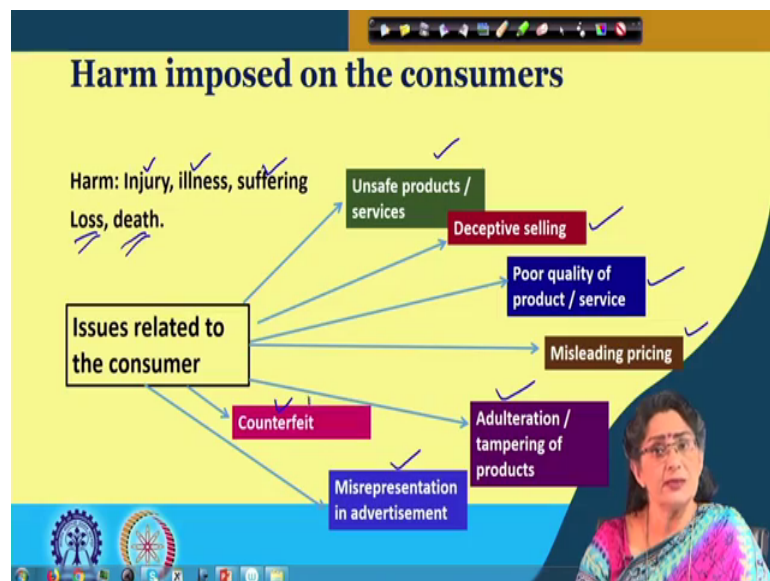 Harm imposed on the consumers
Harm: Injury, illness, suffering
Loss, death.
Unsafe products /
services
Deceptive selling
Poor quality of
product / service
Issues related to
the consumer
Misleading pricing
Counterfeit
Adulteration /
tampering of
products
Misrepresentation
in advertisement